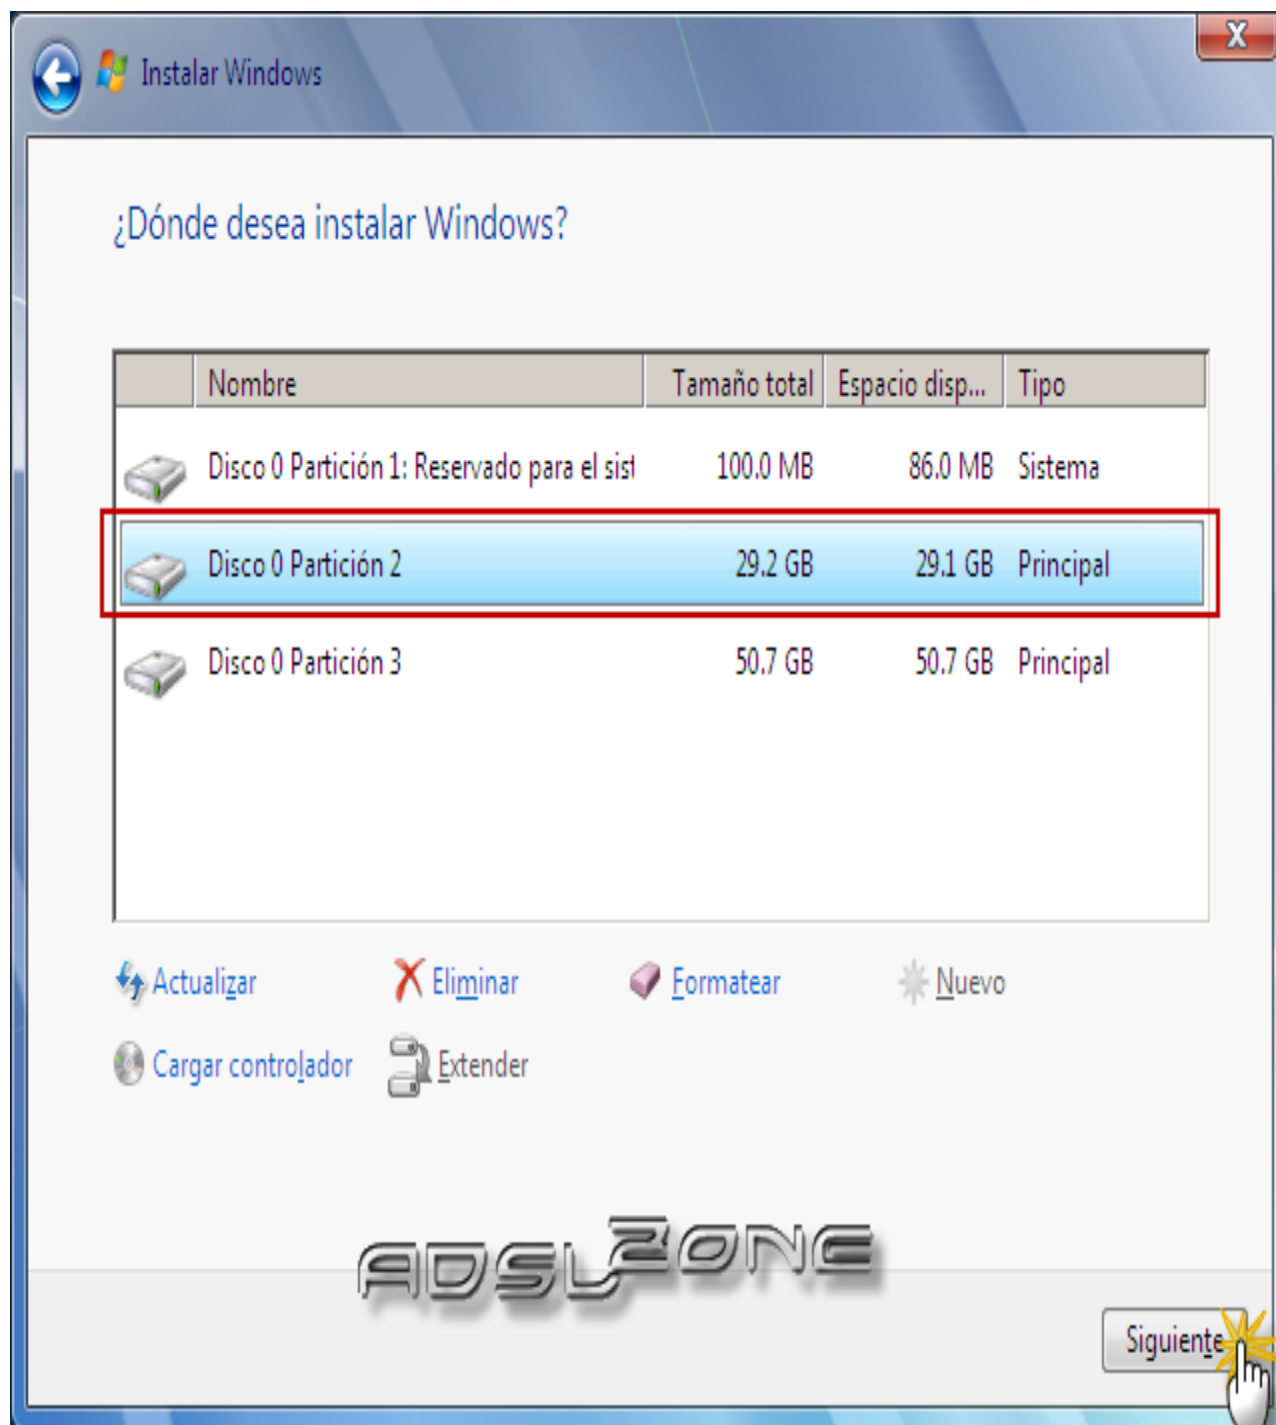 Instalar Windows
X
¿Dónde desea instalar Windows?
Nombre Tamaño total Espacio disp... Tipo
Disco 0 Partición 1: Reservado para el sist 100.0 MB 86.0 MB Sistema
Disco 0 Partición 2 29.2 GB 29.1 GB Principal
Disco 0 Partición 3 50.7 GB 50.7 GB Principal
Actualizar Eliminar Formatear Nuevo
Cargar controlador Extender
ADSLZONE
Siguiente